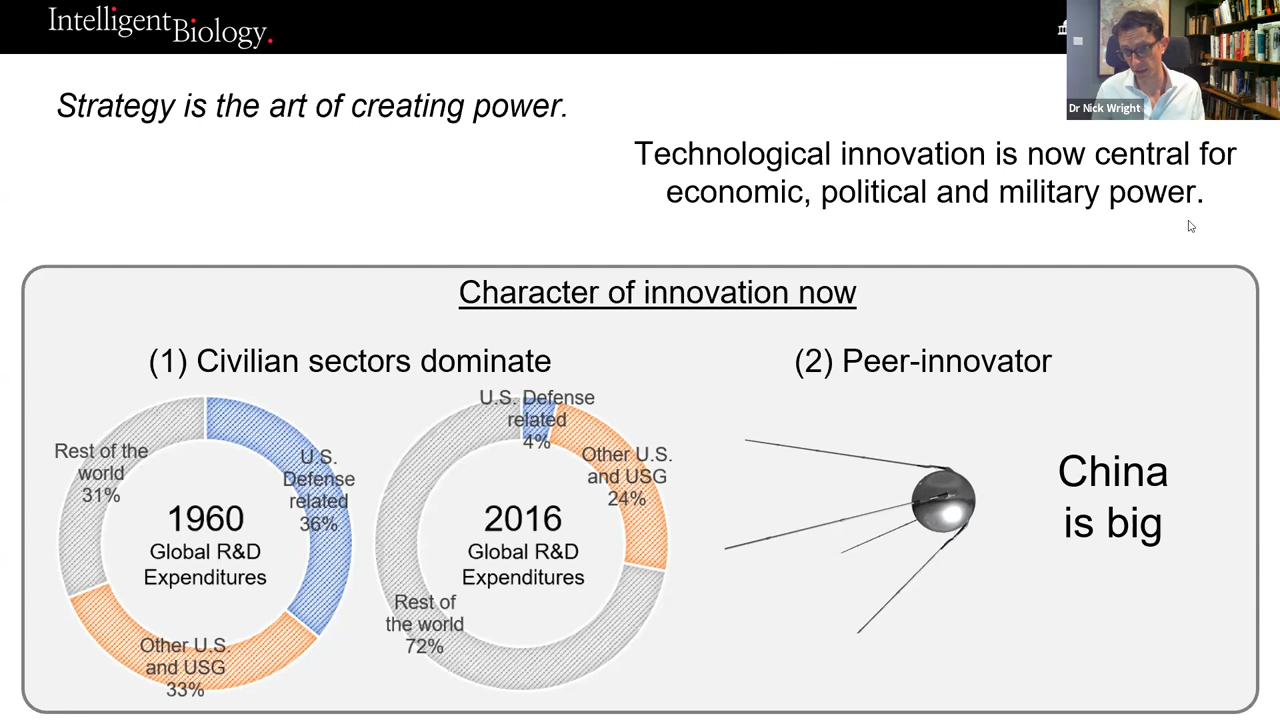 Intelligent Biology.
Dr Nick Wright
Strategy is the art of creating power.
Technological innovation is now central for
economic, political and military power.
Character of innovation now
(1) Civilian sectors dominate
(2) Peer-innovator
Rest of the
world
31%
U.S.
Defense
related
36%
Other U.S.
and USG
33%
1960
Global R&D
Expenditures
U.S. Defense
related
4%
Other U.S.
and USG
24%
Rest of
the world
72%
2016
Global R&D
Expenditures
China
is big